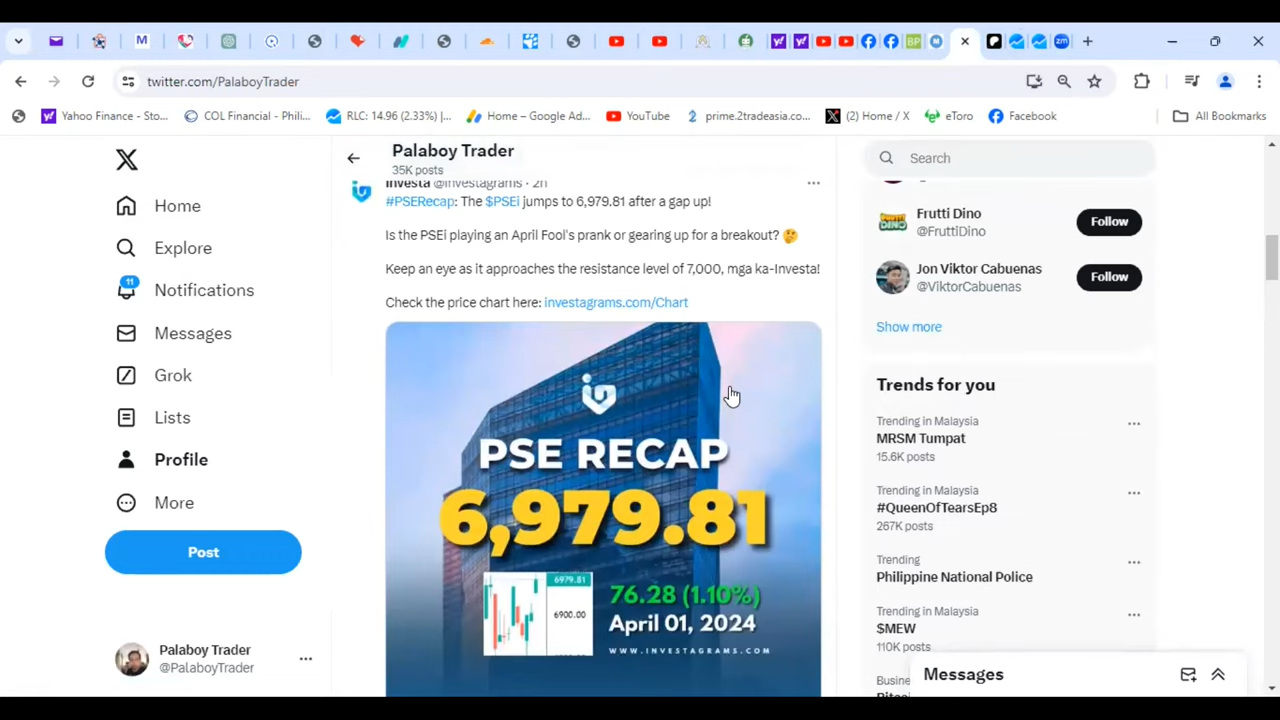 twitter.com/PalaboyTrader
Yahoo Finance - Sto...
COL Financial - Phili...
RLC: 14.96 (2.33%) |...
Home – Google Ad...
YouTube
prime.2tradeasia.co...
(2) Home / X
eToro
Facebook
All Bookmarks
Home
Explore
11
Notifications
Messages
Grok
Lists
Profile
More
Post
Palaboy Trader
@PalaboyTrader
Palaboy Trader
35K posts
Investa @investagrams · 2h
#PSERecap: The $PSEi jumps to 6,979.81 after a gap up!
Is the PSEi playing an April Fool's prank or gearing up for a breakout? 🤔
Keep an eye as it approaches the resistance level of 7,000, mga ka-Investa!
Check the price chart here: investagrams.com/Chart
PSE RECAP
6,979.81
6979.81
6900.00
76.28 (1.10%)
April 01, 2024
WWW.INVESTAGRAMS.COM
Search
Frutti Dino
@FruttiDino
Follow
Jon Viktor Cabuenas
@ViktorCabuenas
Follow
Show more
Trends for you
Trending in Malaysia
MRSM Tumpat
15.6K posts
Trending in Malaysia
#QueenOfTearsEp8
267K posts
Trending
Philippine National Police
Trending in Malaysia
$MEW
110K posts
Messages